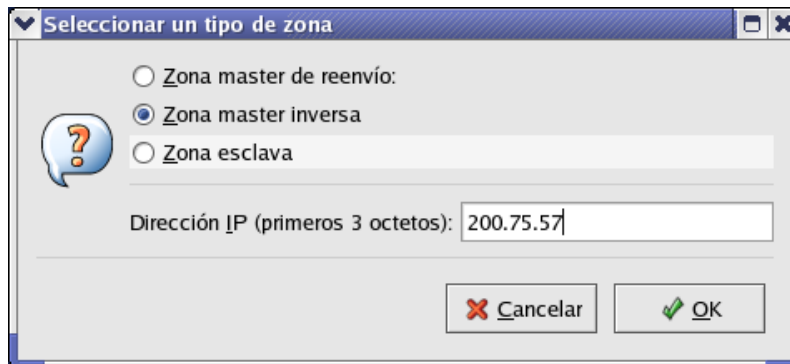 Seleccionar un tipo de zona
Zona master de reenvío:
Zona master inversa
Zona esclava
Dirección IP (primeros 3 octetos): 200.75.57
Cancelar OK